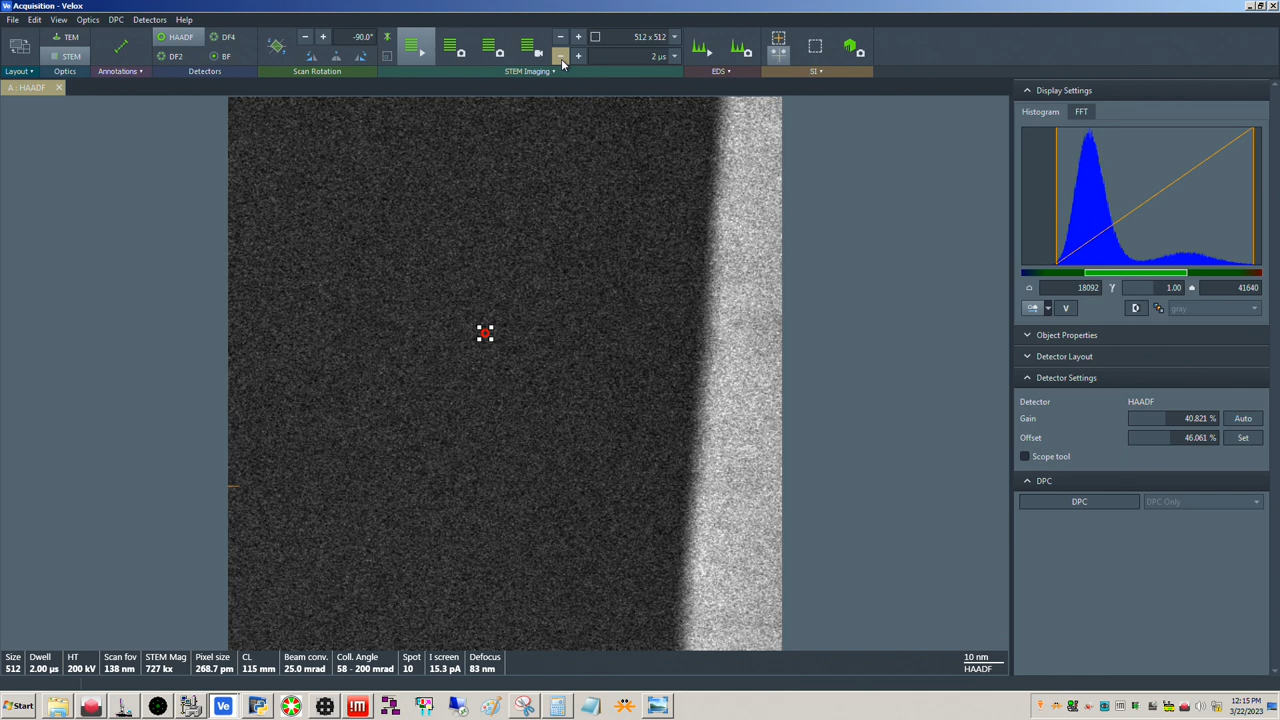 Ve Acquisition - Velox
File Edit View Optics DPC Detectors Help
TEM
STEM
HAADF DF4
DF2 BF
-90.0°
512 x 512
2 µs
Layout Optics Annotations Detectors Scan Rotation STEM Imaging EDS SI
A : HAADF
Display Settings
Histogram FFT
18092 γ 1.00 41640
V D gray
Object Properties
Detector Layout
Detector Settings
Detector HAADF
Gain 40.821 % Auto
Offset 46.061 % Set
Scope tool
DPC
DPC DPC Only
Size Dwell HT Scan fov STEM Mag Pixel size CL Beam conv. Coll. Angle Spot I screen Defocus
512 2.00 µs 200 kV 138 nm 727 kx 268.7 pm 115 mm 25.0 mrad 58 - 200 mrad 10 15.3 pA 83 nm
10 nm
HAADF
Start
Ve
12:15 PM
3/22/2023